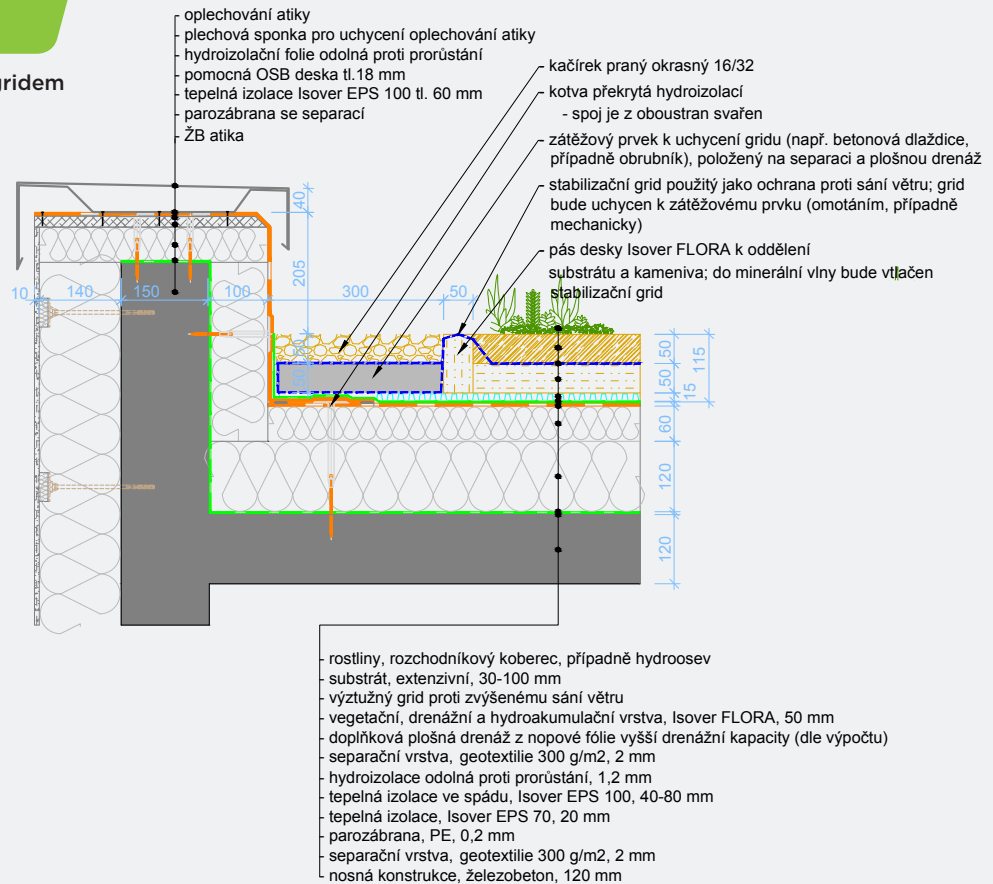 gridem
oplechování atiky
plechová sponka pro uchycení oplechování atiky
hydroizolační folie odolná proti prorůstání
pomocná OSB deska tl.18 mm
tepelná izolace Isover EPS 100 tl. 60 mm
parozábrana se separací
ŽB atika
kačírek praný okrasný 16/32
kotva překrytá hydroizolací
- spoj je z oboustran svařen
zátěžový prvek k uchycení gridu (např. betonová dlaždice,
případně obrubník), položený na separaci a plošnou drenáž
stabilizační grid použitý jako ochrana proti sání větru; grid
bude uchycen k zátěžovému prvku (omotáním, případně
mechanicky)
pás desky Isover FLORA k oddělení
substrátu a kameniva; do minerální vlny bude vtlačen
stabilizační grid
40
205
10 140 150 100 300 50
50
50
50
115
50
15
60
120
120
rostliny, rozchodníkový koberec, případně hydroosev
substrát, extenzivní, 30-100 mm
výztužný grid proti zvýšenému sání větru
vegetační, drenážní a hydroakumulační vrstva, Isover FLORA, 50 mm
doplňková plošná drenáž z nopové fólie vyšší drenážní kapacity (dle výpočtu)
separační vrstva, geotextilie 300 g/m2, 2 mm
hydroizolace odolná proti prorůstání, 1,2 mm
tepelná izolace ve spádu, Isover EPS 100, 40-80 mm
tepelná izolace, Isover EPS 70, 20 mm
parozábrana, PE, 0,2 mm
separační vrstva, geotextilie 300 g/m2, 2 mm
nosná konstrukce, železobeton, 120 mm